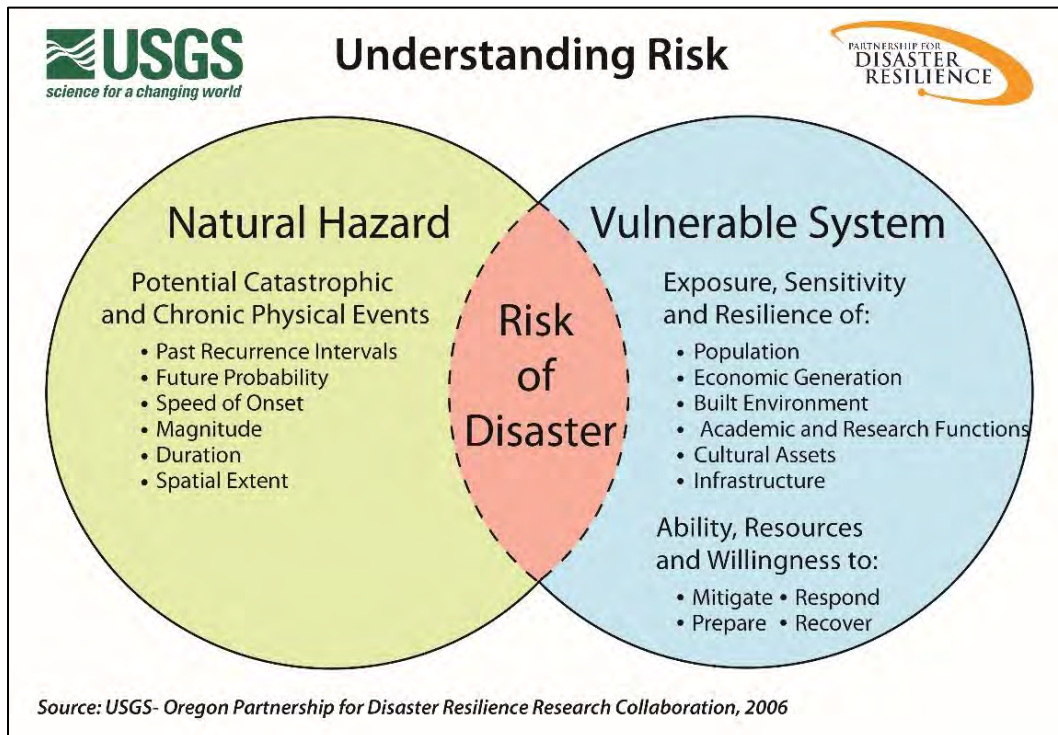 USGS
science for a changing world
Understanding Risk
PARTNERSHIP FOR
DISASTER
RESILIENCE
Natural Hazard
Potential Catastrophic
and Chronic Physical Events
• Past Recurrence Intervals
• Future Probability
• Speed of Onset
• Magnitude
• Duration
• Spatial Extent
Risk
of
Disaster
Vulnerable System
Exposure, Sensitivity
and Resilience of:
• Population
• Economic Generation
• Built Environment
• Academic and Research Functions
• Cultural Assets
• Infrastructure
Ability, Resources
and Willingness to:
• Mitigate • Respond
• Prepare • Recover
Source: USGS- Oregon Partnership for Disaster Resilience Research Collaboration, 2006